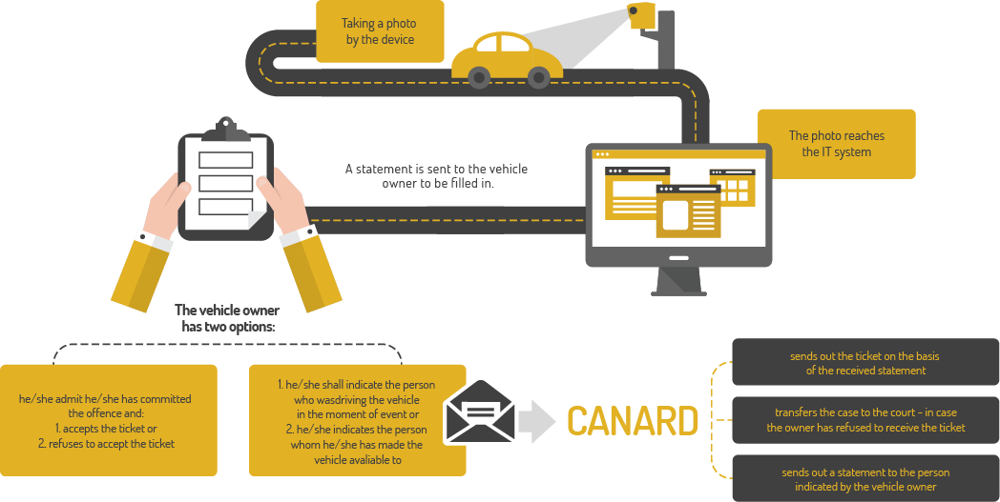 Taking a photo
by the device
The photo reaches
the IT system
A statement is sent to the vehicle
owner to be filled in.
The vehicle owner
has two options:
he/she admit he/she has committed
the offence and:
1. accepts the ticket or
2. refuses to accept the ticket
1. he/she shall indicate the person
who wasdriving the vehicle
in the moment of event or
2. he/she indicates the person
whom he/she has made the
vehicle avaliable to
CANARD
sends out the ticket on the basis
of the received statement
transfers the case to the court – in case
the owner has refused to receive the ticket
sends out a statement to the person
indicated by the vehicle owner